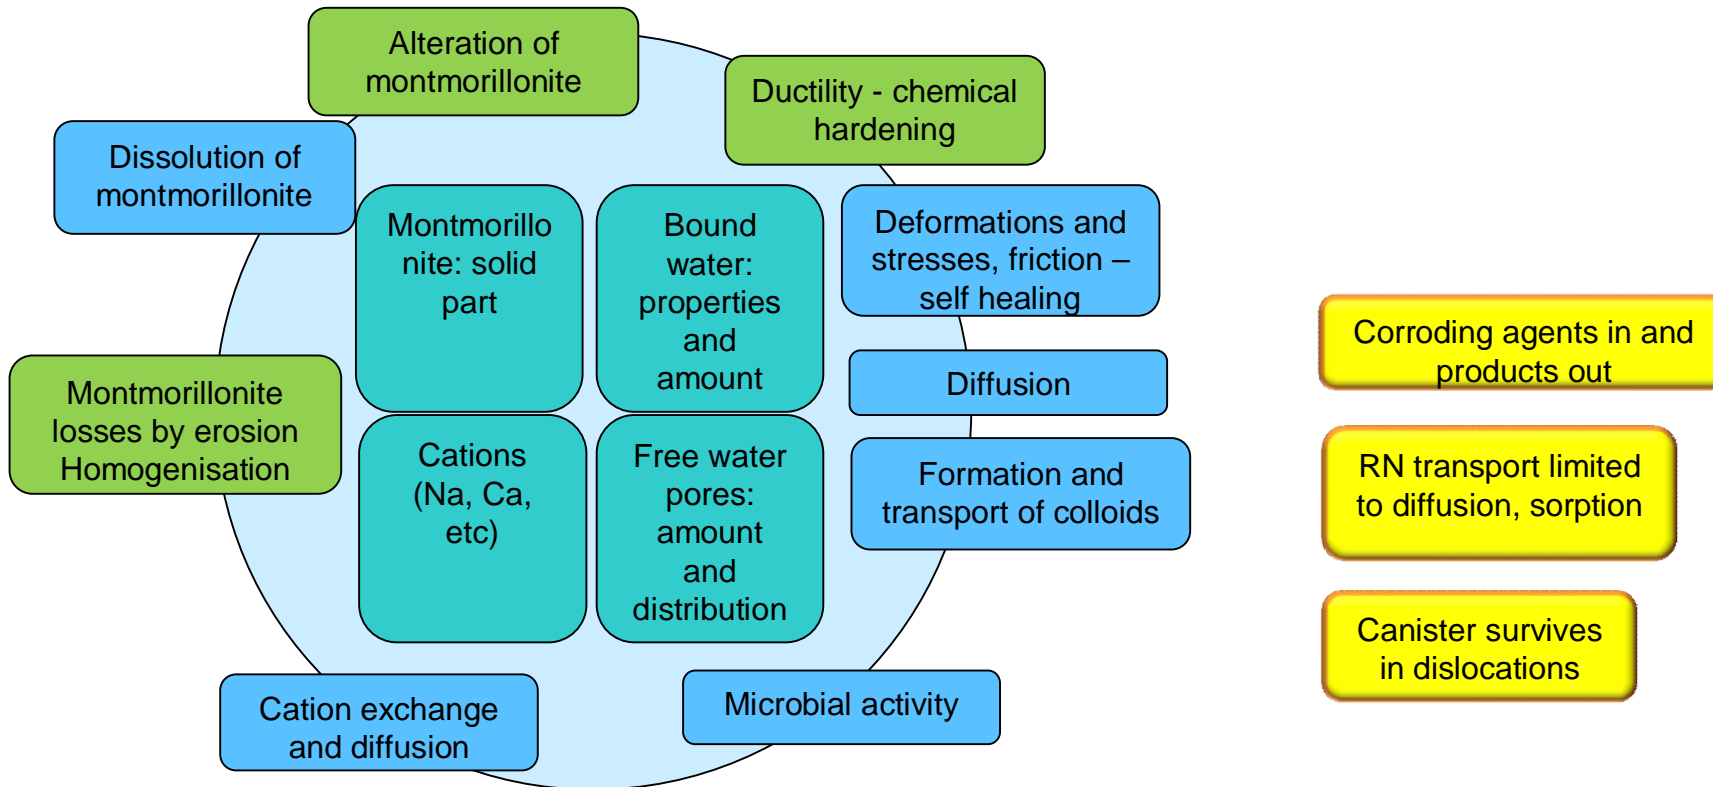 Alteration of
montmorillonite
Ductility - chemical
hardening
Dissolution of
montmorillonite
Montmorillo
nite: solid
part
Bound
water:
properties
and
amount
Deformations and
stresses, friction –
self healing
Corroding agents in and
products out
Montmorillonite
losses by erosion
Homogenisation
Diffusion
Cations
(Na, Ca,
etc)
Free water
pores:
amount
and
distribution
Formation and
transport of colloids
RN transport limited
to diffusion, sorption
Canister survives
in dislocations
Cation exchange
and diffusion
Microbial activity